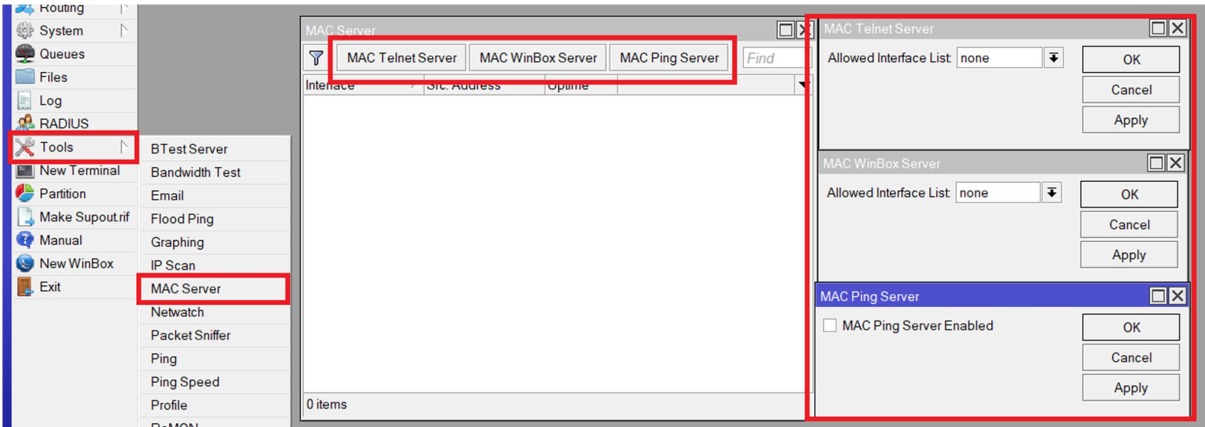 Routing
System
Queues
Files
Log
RADIUS
Tools
New Terminal
Partition
Make Supout.rif
Manual
New WinBox
Exit
BTest Server
Bandwidth Test
Email
Flood Ping
Graphing
IP Scan
MAC Server
Netwatch
Packet Sniffer
Ping
Ping Speed
Profile
RoMON
MAC Server
MAC Telnet Server MAC WinBox Server MAC Ping Server Find
Interface Src. Address Uptime
0 items
MAC Telnet Server
Allowed Interface List: none OK
Cancel
Apply
MAC WinBox Server
Allowed Interface List: none OK
Cancel
Apply
MAC Ping Server
MAC Ping Server Enabled OK
Cancel
Apply